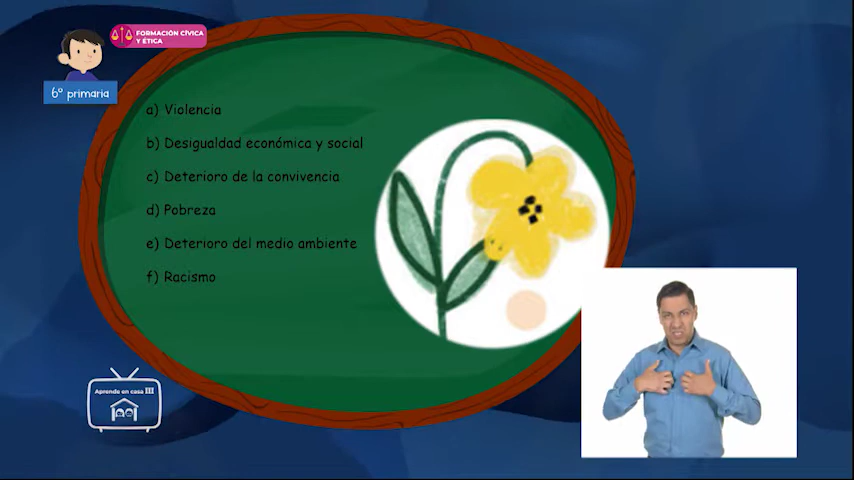 FORMACIÓN CÍVICA
Y ÉTICA
6° primaria
a) Violencia
b) Desigualdad económica y social
c) Deterioro de la convivencia
d) Pobreza
e) Deterioro del medio ambiente
f) Racismo
Aprende en casa III